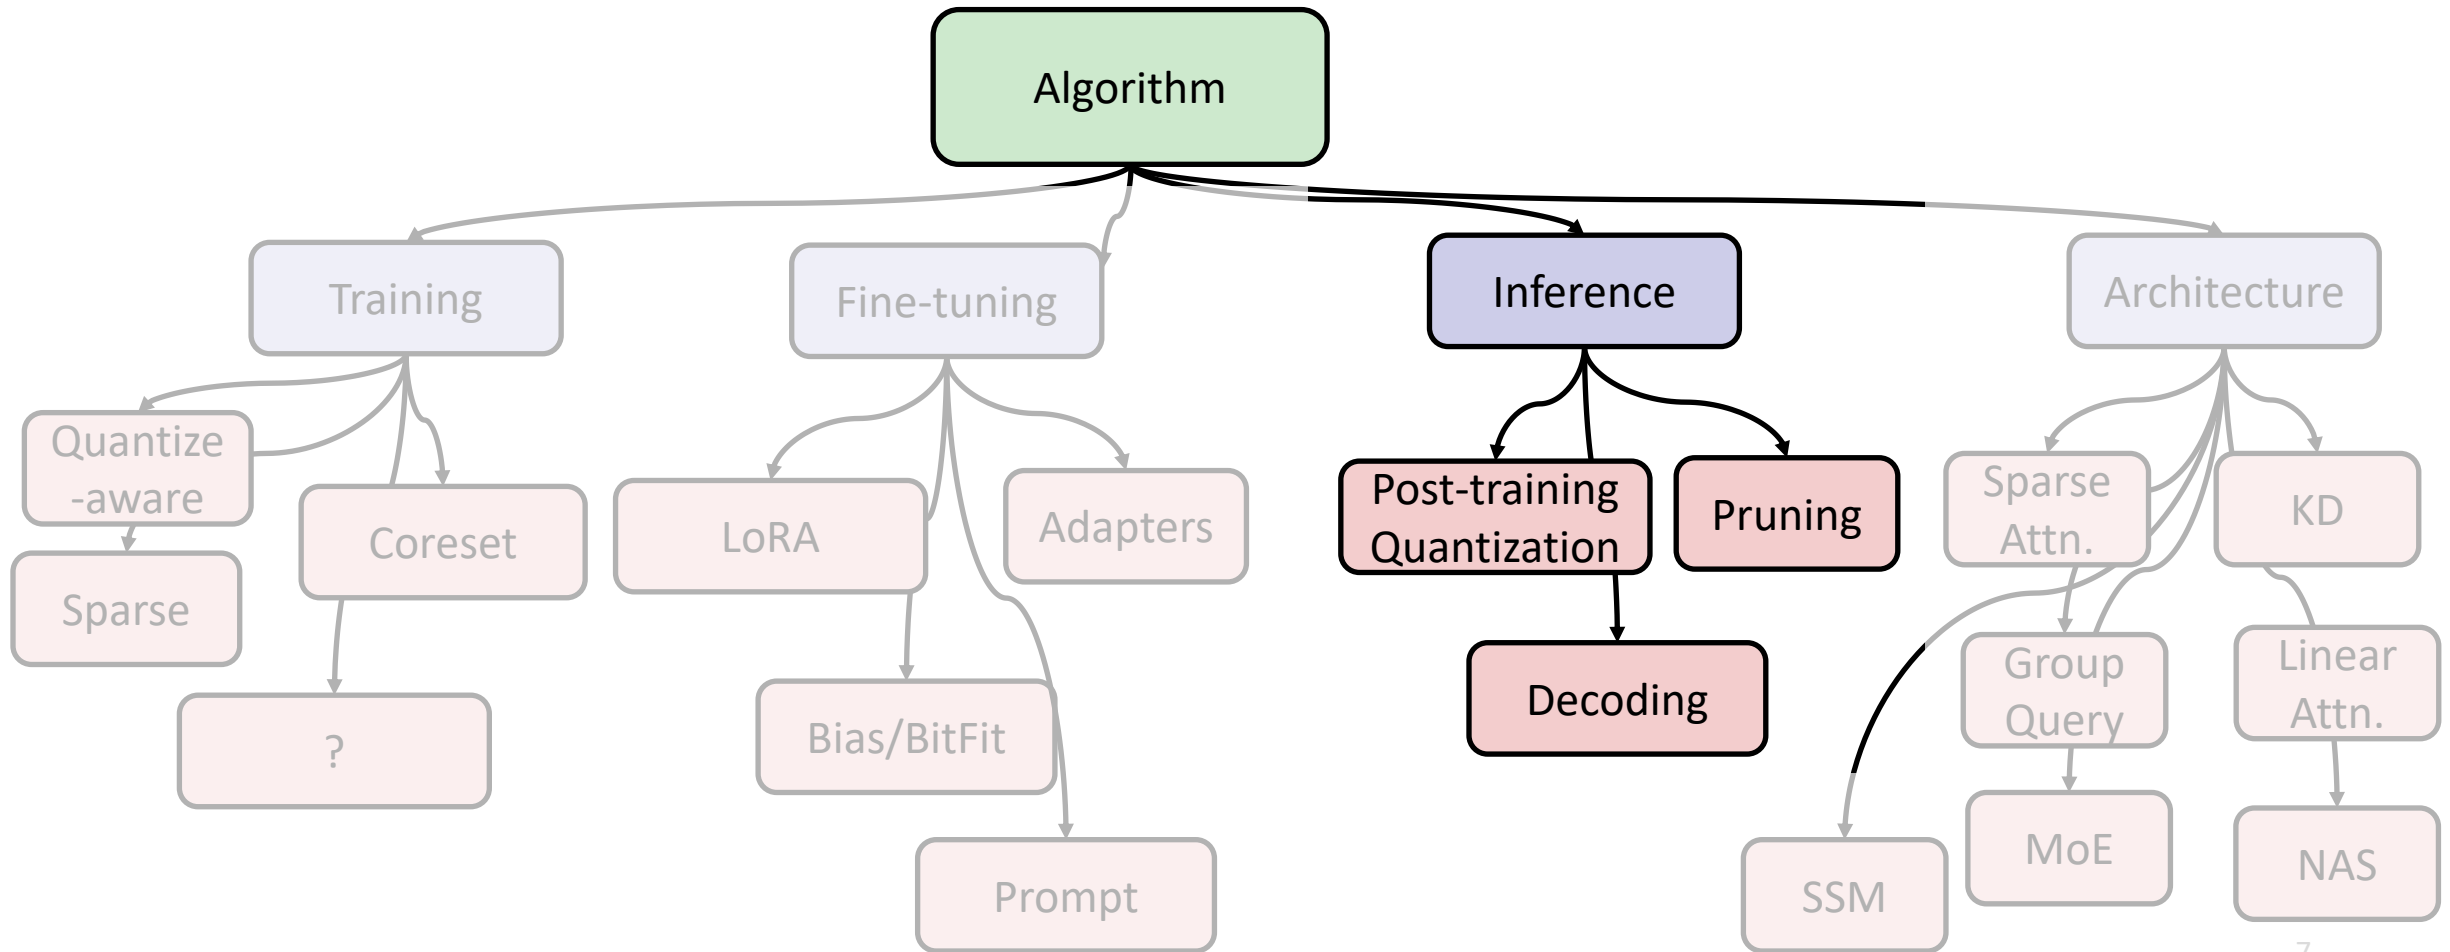 Algorithm
Training
Fine-tuning
Inference
Architecture
Quantize
-aware
Sparse
Coreset
?
LoRA
Adapters
Bias/BitFit
Prompt
Post-training
Quantization
Pruning
Decoding
Sparse
Attn.
KD
Group
Query
Linear
Attn.
SSM
MoE
NAS
7